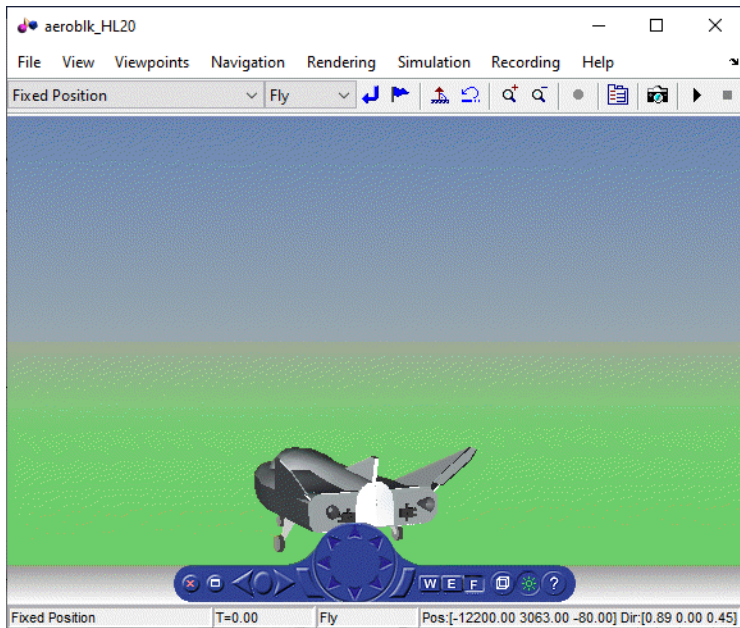 aeroblk_HL20
File View Viewpoints Navigation Rendering Simulation Recording Help
Fixed Position Fly
W E F ?
Fixed Position T=0.00 Fly Pos:[-12200.00 3063.00 -80.00] Dir:[0.89 0.00 0.45]